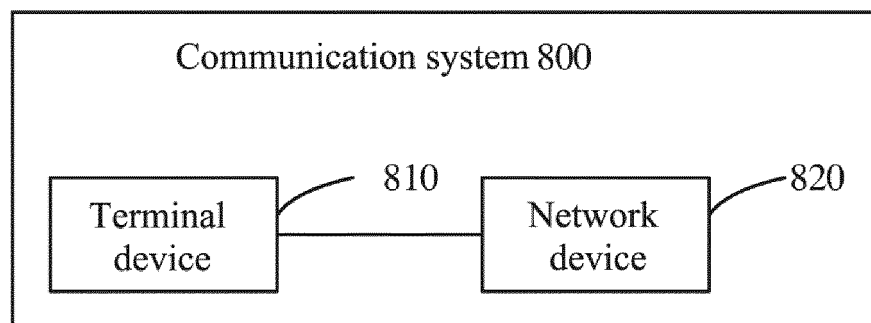 Communication system 800
810
820
Terminal
device
Network
device